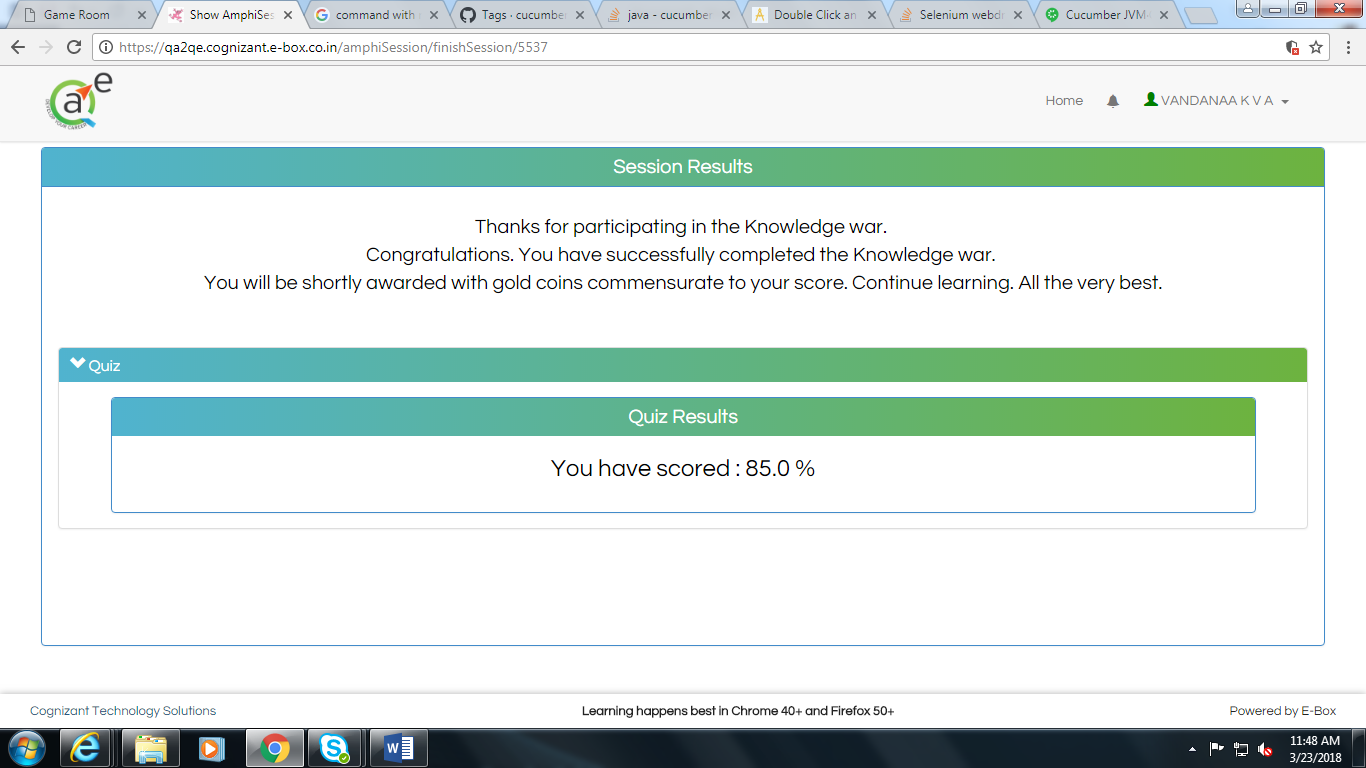 Game Room
Show AmphiSes
command with
Tags · cucumbe
java - cucumber
Double Click an
Selenium webdr
Cucumber JVM
https://qa2qe.cognizant.e-box.co.in/amphiSession/finishSession/5537
a e
Home
VANDANAA K V A
Session Results
Thanks for participating in the Knowledge war.
Congratulations. You have successfully completed the Knowledge war.
You will be shortly awarded with gold coins commensurate to your score. Continue learning. All the very best.
Quiz
Quiz Results
You have scored : 85.0 %
Cognizant Technology Solutions
Learning happens best in Chrome 40+ and Firefox 50+
Powered by E-Box
11:48 AM
3/23/2018